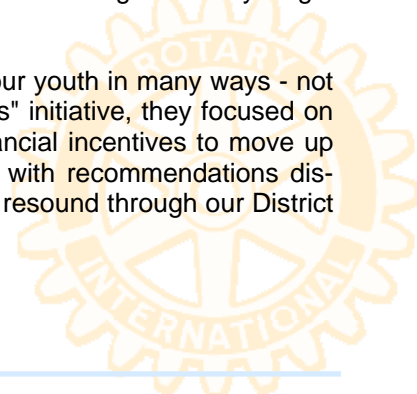 ROTARY
our youth in many ways - not
s" initiative, they focused on
ancial incentives to move up
with recommendations dis-
resound through our District
INTERNATIONAL